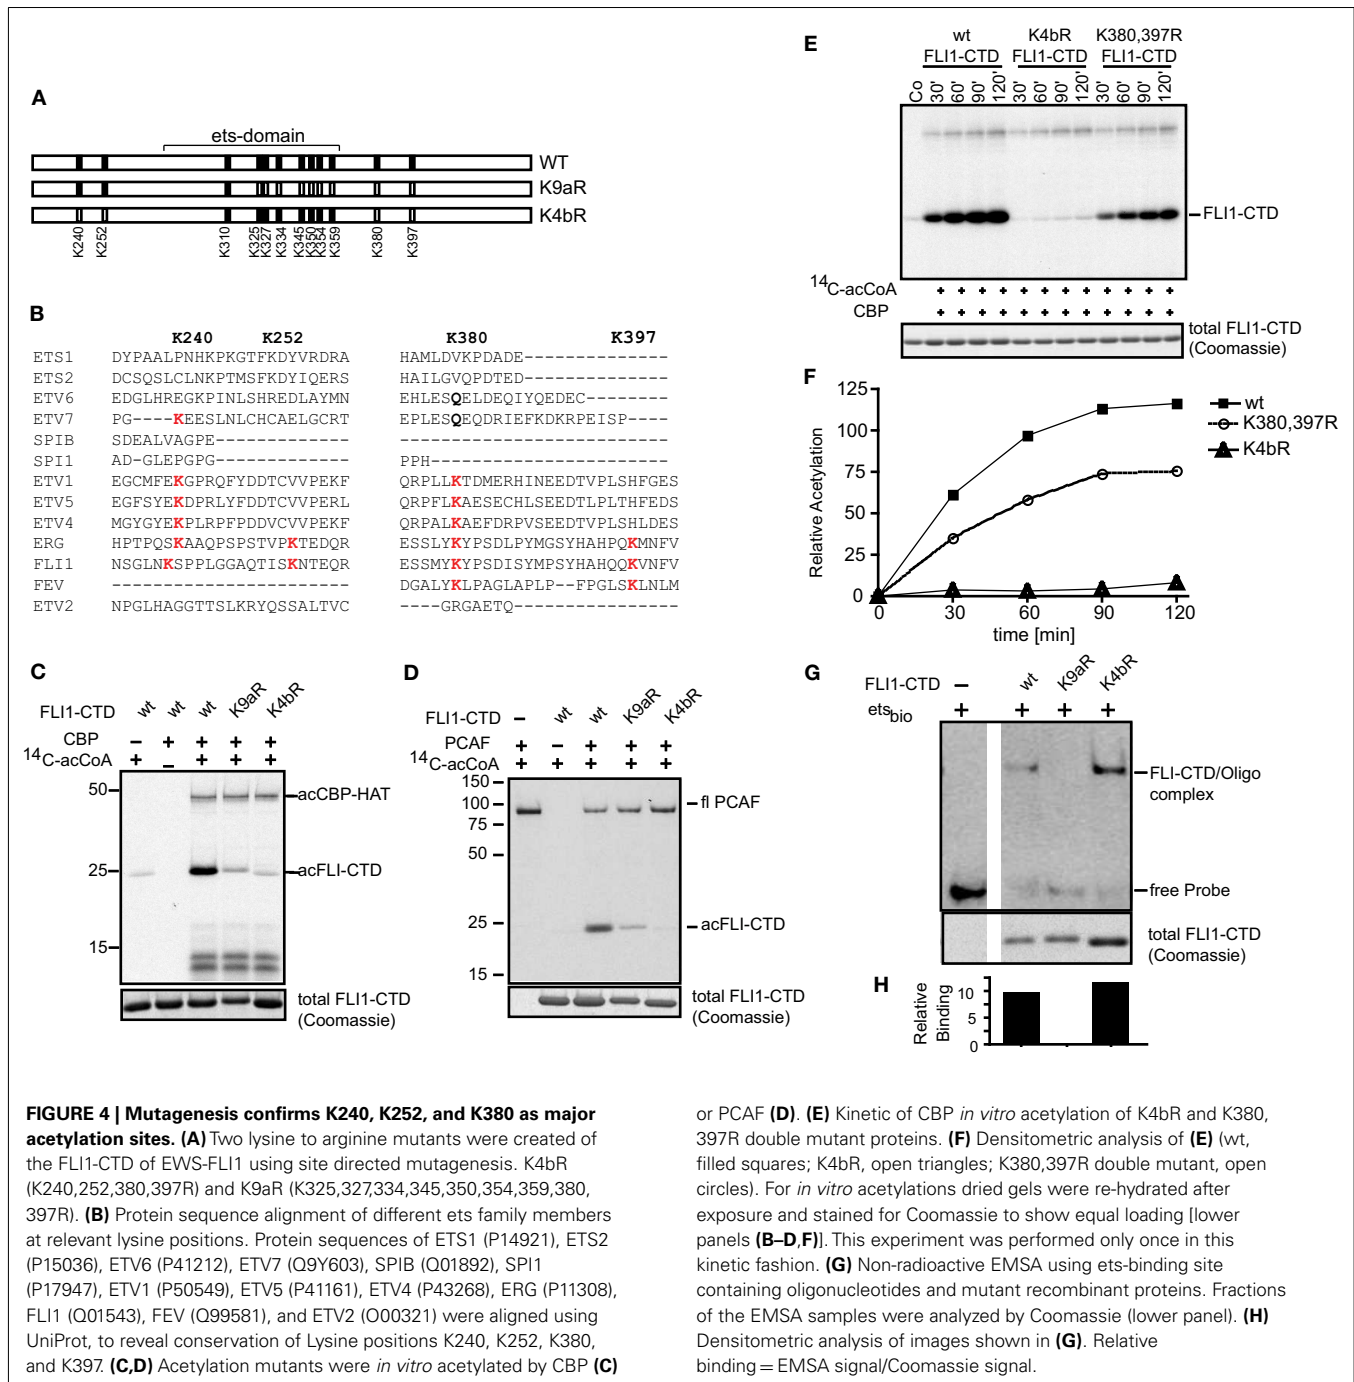 A
ets-domain
WT
K9aR
K4bR
K240
K252
K310
K325
K327
K334
K345
K350
K354
K359
K380
K397
B
K240 K252 K380 K397
ETS1 DYPAALPNHKPKGTFKDYVRDRA HAMLDVKPDADE---------------
ETS2 DCSQSLCLNKPTMSFKDYIQERS HAILGVQPDTED---------------
ETV6 EDGLHREGKPINLSHREDLAYMN EHLESQLDEQIYQEDEC----------
ETV7 PG----KEESLNLCHCAELGCRT EPLESQEQDRIEFKDKRPEISP-----
SPIB SDEALVAGPE------------- ---------------------------
SPI1 AD-GLEPGPG------------- PPH------------------------
ETV1 EGCMFEKGPRQFYDDTCVVPEKF QRPLLKTDMERHINEEDTVPLSHFGES
ETV5 EGFSYEKDPRLYFDDTCVVPERL QRPFLKAESECHLSEEDTLPLTHFEDS
ETV4 MGYGYEKPLRPFPDDVCVVPEKF QRPALKAEFDRPVSEEDTVPLSHLDES
ERG HPTPQSKAAQPSPSTVPKTEDQR ESSLYKYPSDLPYMGSYHAHPQKMNFV
FLI1 NSGLNKSPPLGGAQTISKNTEQR ESSMYKYPSDISYMPSYHAHQQKVNFV
FEV ----------------------- DGALYKLPAGLAPLP--FPGLSKLNLM
ETV2 NPGLHAGGTTSLKRYQSSALTVC ----GRGAETQ----------------
C
FLI1-CTD wt wt wt K9aR K4bR
CBP – + + + +
14C-acCoA + – + + +
50
25
15
acCBP-HAT
acFLI-CTD
total FLI1-CTD
(Coomassie)
D
FLI1-CTD – wt wt K9aR K4bR
PCAF + – + + +
14C-acCoA + + + + +
150
100
75
50
25
15
fl PCAF
acFLI-CTD
total FLI1-CTD
(Coomassie)
E
wt K4bR K380,397R
FLI1-CTD FLI1-CTD FLI1-CTD
Co 30' 60' 90' 120' 30' 60' 90' 120' 30' 60' 90' 120'
FLI1-CTD
14C-acCoA + + + + + + + + + + + +
CBP + + + + + + + + + + + +
total FLI1-CTD
(Coomassie)
F
Relative Acetylation
125
100
75
50
25
0
0 30 60 90 120
time [min]
wt
K380,397R
K4bR
G
FLI1-CTD – wt K9aR K4bR
ets bio + + + +
FLI-CTD/Oligo
complex
free Probe
total FLI1-CTD
(Coomassie)
H
Relative
Binding
10
5
0
FIGURE 4 | Mutagenesis confirms K240, K252, and K380 as major
acetylation sites. (A) Two lysine to arginine mutants were created of
the FLI1-CTD of EWS-FLI1 using site directed mutagenesis. K4bR
(K240,252,380,397R) and K9aR (K325,327,334,345,350,354,359,380,
397R). (B) Protein sequence alignment of different ets family members
at relevant lysine positions. Protein sequences of ETS1 (P14921), ETS2
(P15036), ETV6 (P41212), ETV7 (Q9Y603), SPIB (Q01892), SPI1
(P17947), ETV1 (P50549), ETV5 (P41161), ETV4 (P43268), ERG (P11308),
FLI1 (Q01543), FEV (Q99581), and ETV2 (O00321) were aligned using
UniProt, to reveal conservation of Lysine positions K240, K252, K380,
and K397. (C,D) Acetylation mutants were in vitro acetylated by CBP (C)
or PCAF (D). (E) Kinetic of CBP in vitro acetylation of K4bR and K380,
397R double mutant proteins. (F) Densitometric analysis of (E) (wt,
filled squares; K4bR, open triangles; K380,397R double mutant, open
circles). For in vitro acetylations dried gels were re-hydrated after
exposure and stained for Coomassie to show equal loading [lower
panels (B–D,F)]. This experiment was performed only once in this
kinetic fashion. (G) Non-radioactive EMSA using ets-binding site
containing oligonucleotides and mutant recombinant proteins. Fractions
of the EMSA samples were analyzed by Coomassie (lower panel). (H)
Densitometric analysis of images shown in (G). Relative
binding = EMSA signal/Coomassie signal.